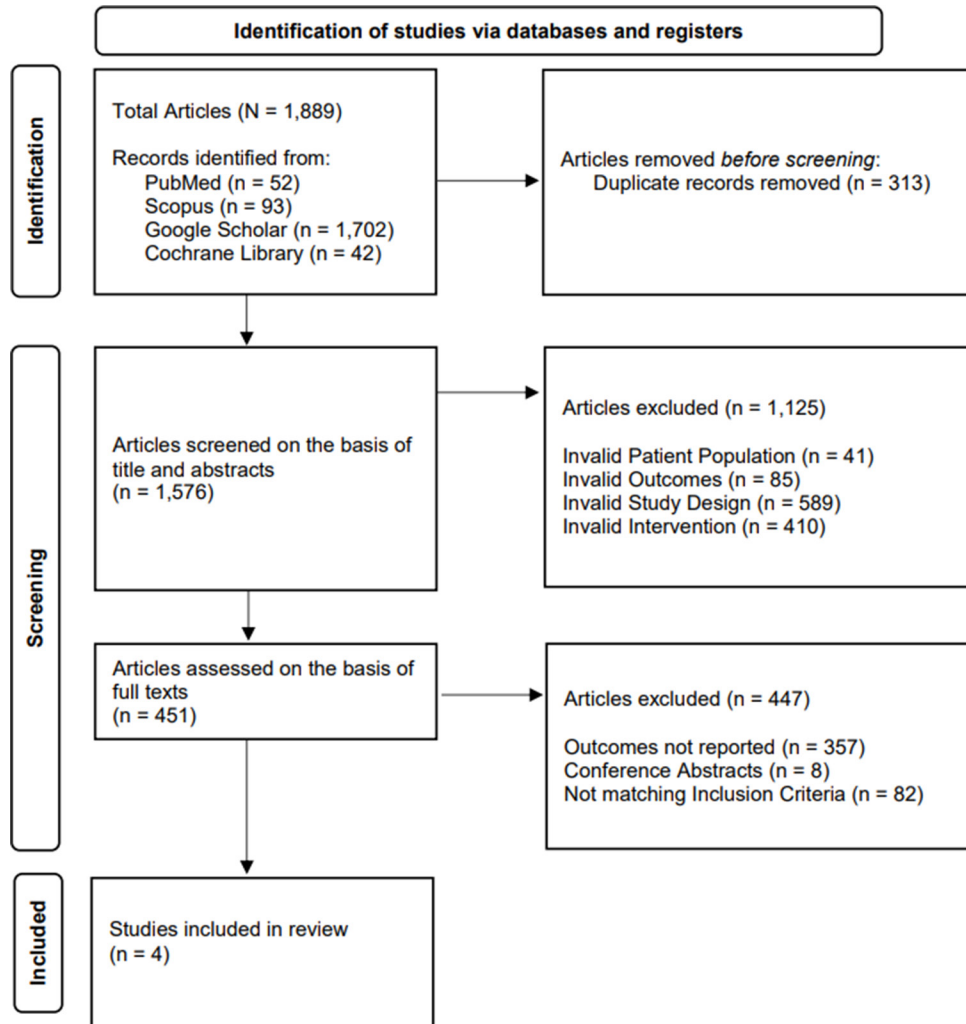 Identification of studies via databases and registers
Identification
Total Articles (N = 1,889)
Records identified from:
PubMed (n = 52)
Scopus (n = 93)
Google Scholar (n = 1,702)
Cochrane Library (n = 42)
Articles removed before screening:
Duplicate records removed (n = 313)
Screening
Articles screened on the basis of
title and abstracts
(n = 1,576)
Articles excluded (n = 1,125)
Invalid Patient Population (n = 41)
Invalid Outcomes (n = 85)
Invalid Study Design (n = 589)
Invalid Intervention (n = 410)
Articles assessed on the basis of
full texts
(n = 451)
Articles excluded (n = 447)
Outcomes not reported (n = 357)
Conference Abstracts (n = 8)
Not matching Inclusion Criteria (n = 82)
Included
Studies included in review
(n = 4)